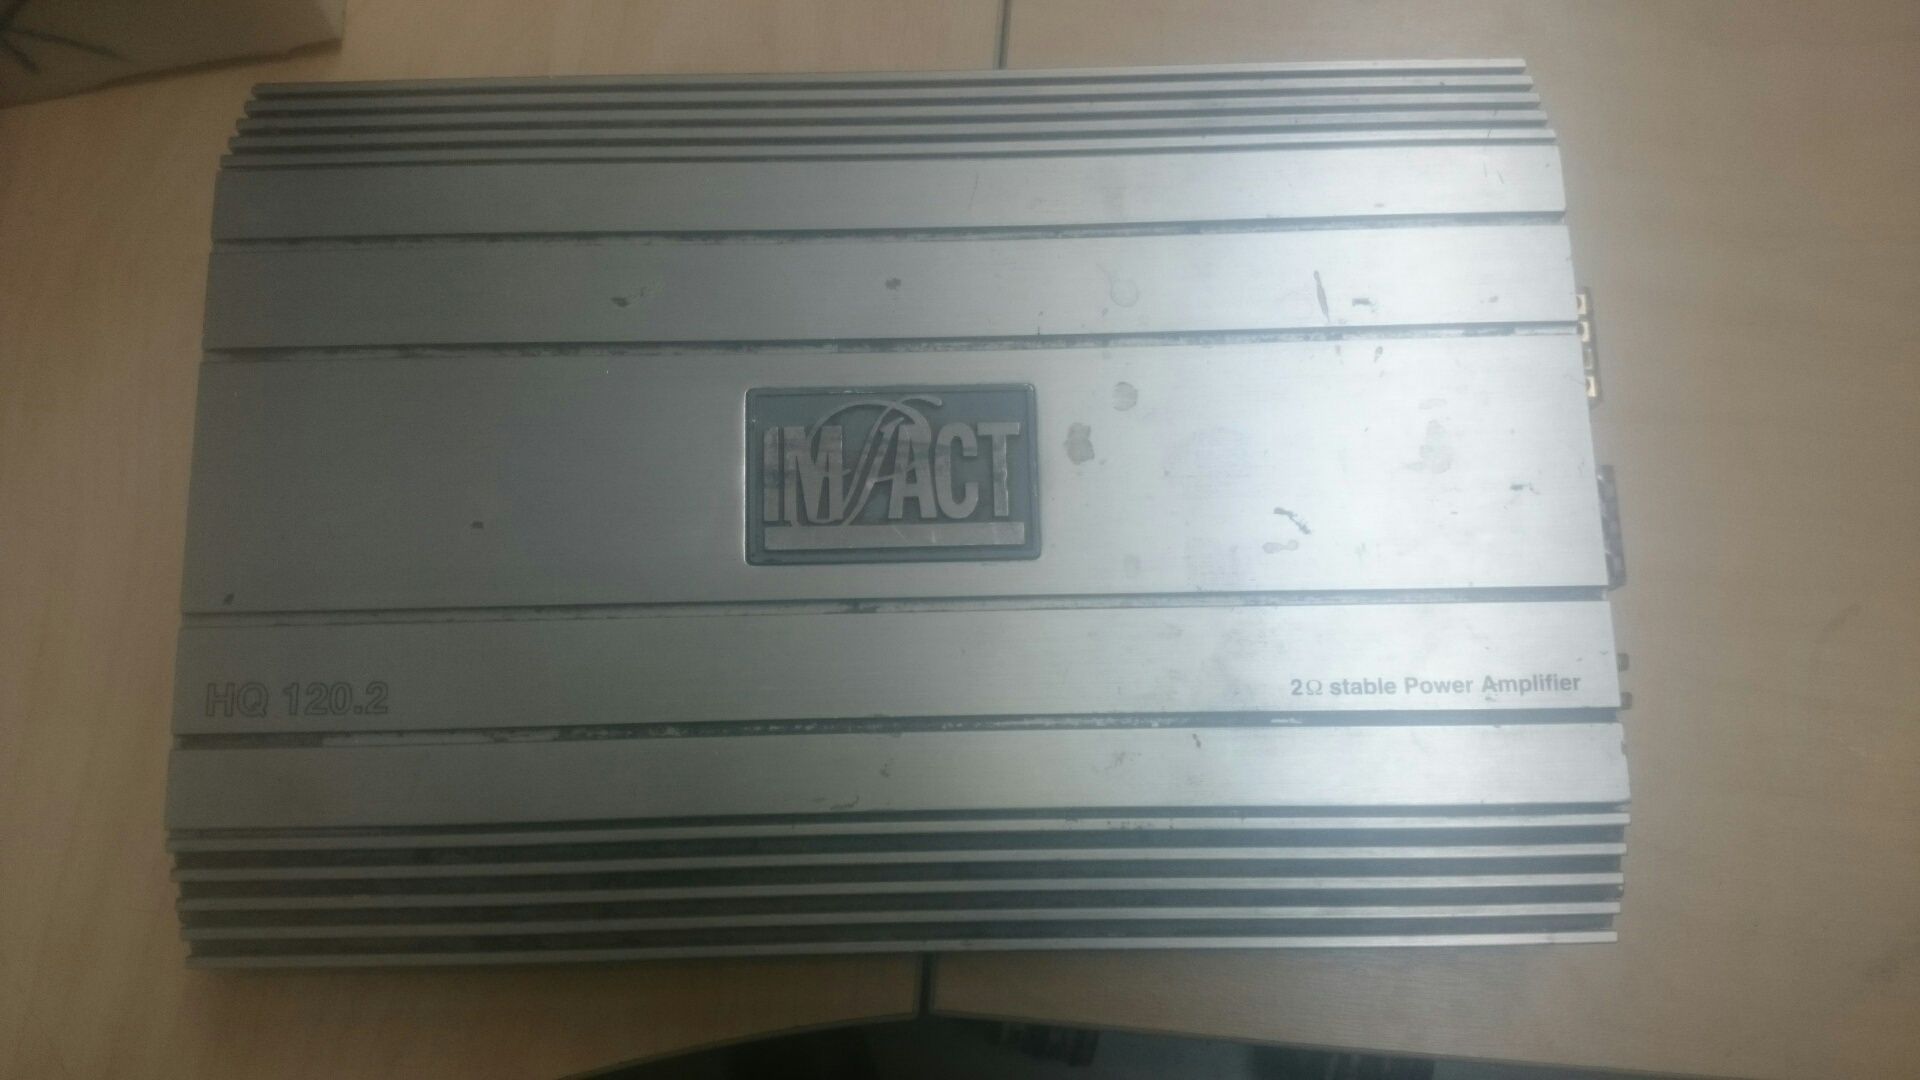 IMPACT
HQ 120.2
2Ω stable Power Amplifier